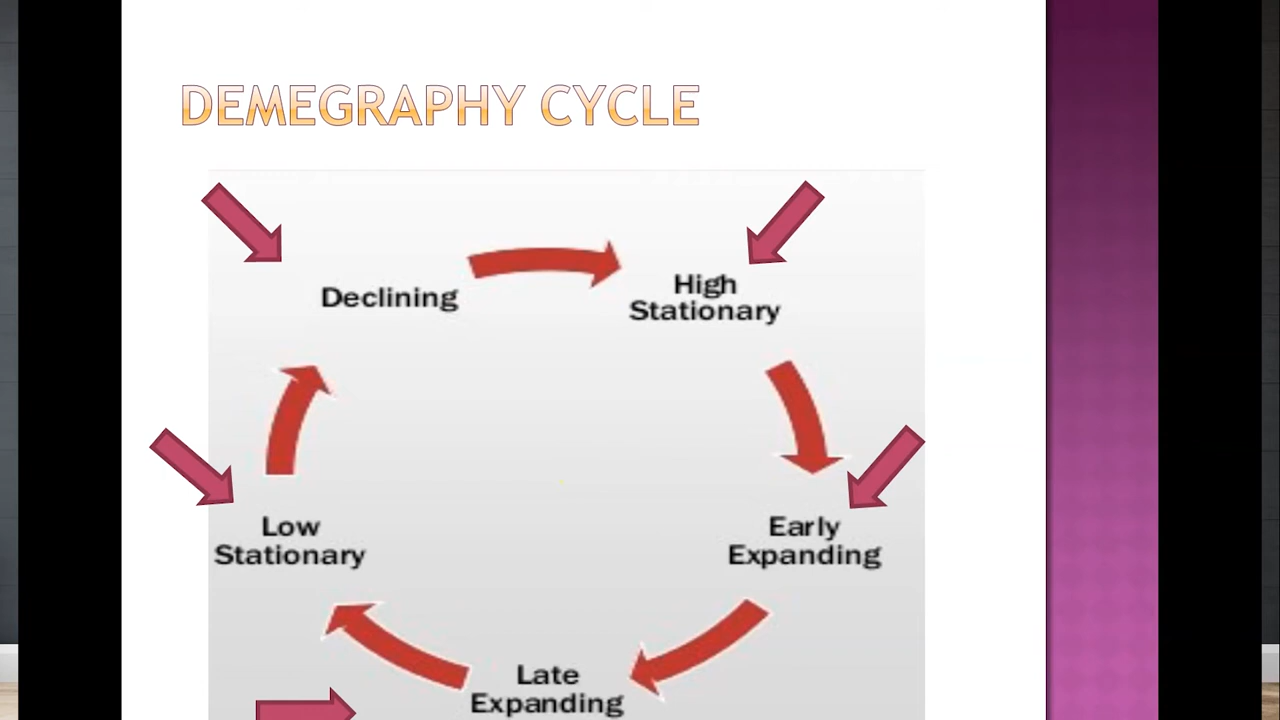 DEMEGRAPHY CYCLE
Declining
High
Stationary
Early
Expanding
Late
Expanding
Low
Stationary